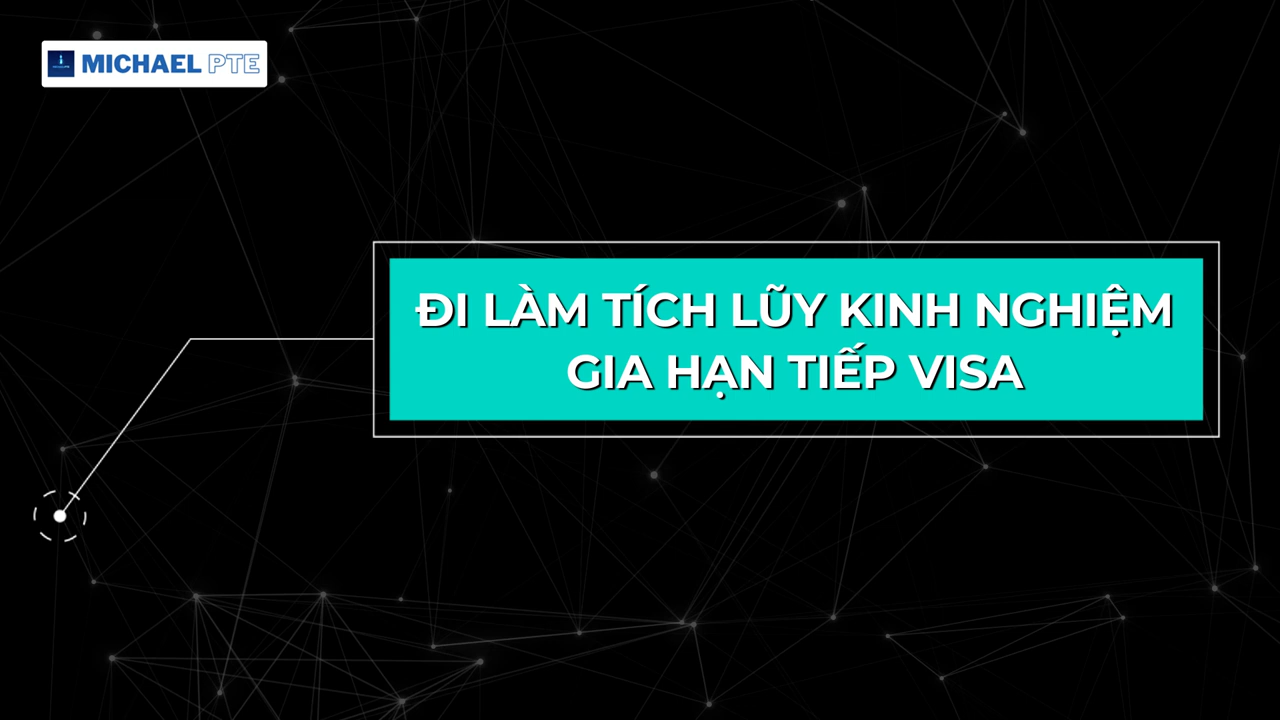 MICHAEL PTE
ĐI LÀM TÍCH LŨY KINH NGHIỆM
GIA HẠN TIẾP VISA